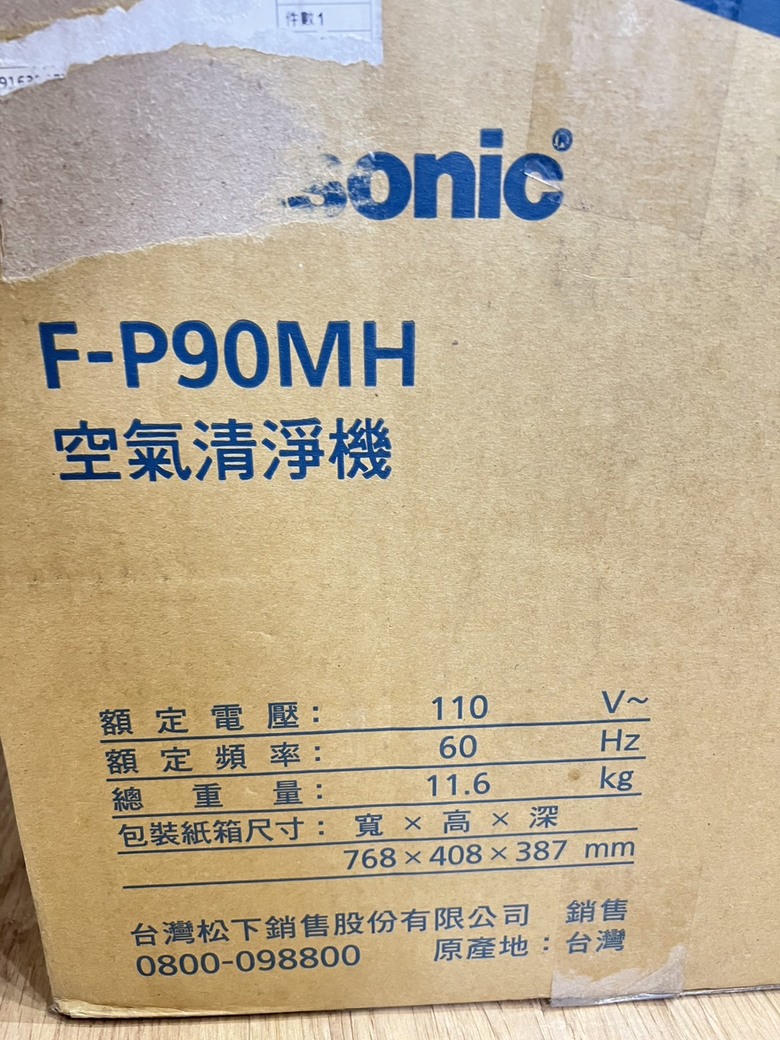 件數1
sonic®
F-P90MH
空氣清淨機
額定電壓： 110 V~
額定頻率： 60 Hz
總重量： 11.6 kg
包裝紙箱尺寸： 寬 × 高 × 深
768 × 408 × 387 mm
台灣松下銷售股份有限公司 銷售
0800-098800 原產地：台灣